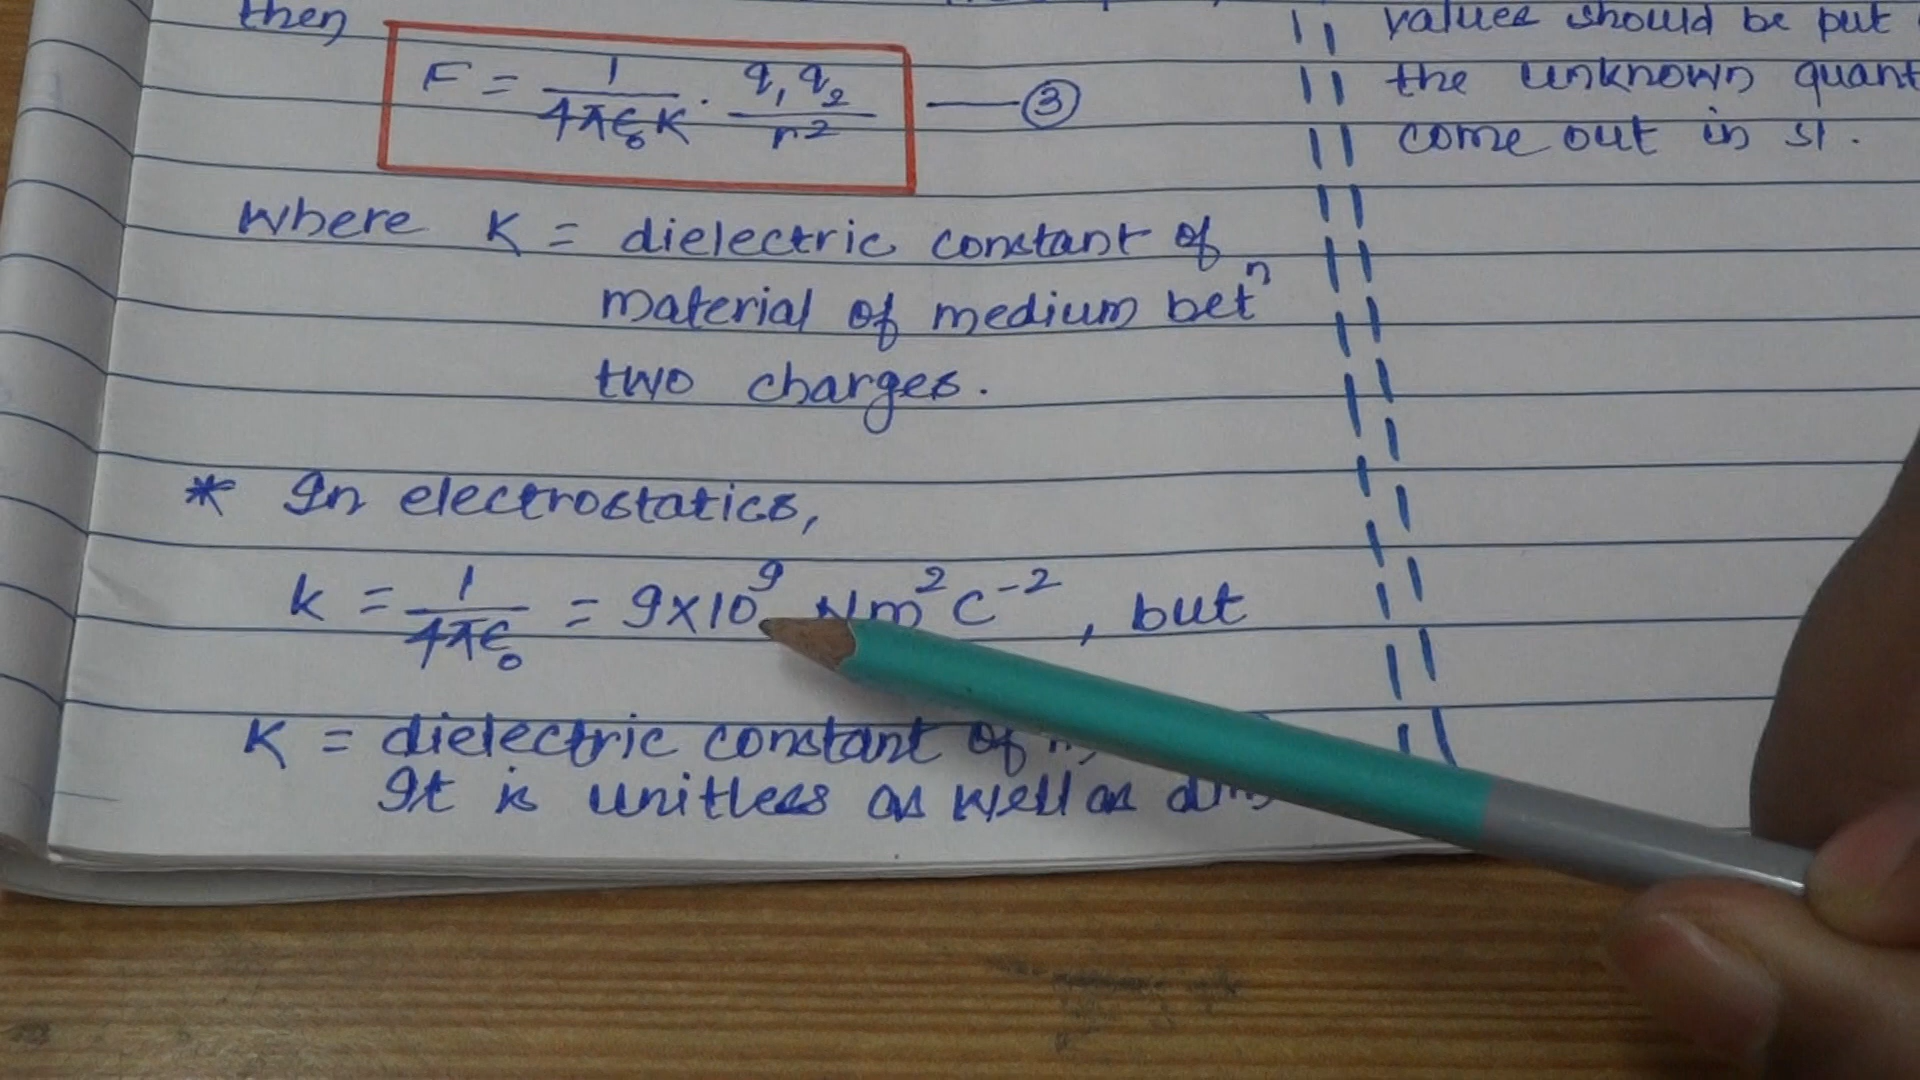 then
F = 1/4πε₀K · q₁q₂/r² —— ③
where K = dielectric constant of
material of medium betⁿ
two charges.
* In electrostatics,
k = 1/4πε₀ = 9×10⁹ Nm²C⁻², but
K = dielectric constant of
It is unitless as well as
values should be put
the unknown quant
come out in SI.